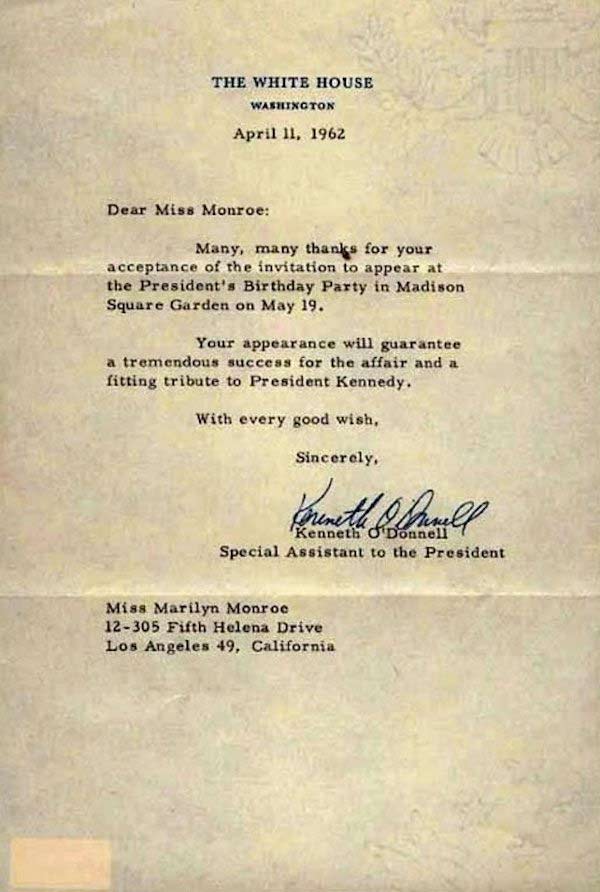 THE WHITE HOUSE
WASHINGTON
April 11, 1962
Dear Miss Monroe:
Many, many thanks for your
acceptance of the invitation to appear at
the President's Birthday Party in Madison
Square Garden on May 19.
Your appearance will guarantee
a tremendous success for the affair and a
fitting tribute to President Kennedy.
With every good wish,
Sincerely,
Kenneth O'Donnell
Kenneth O'Donnell
Special Assistant to the President
Miss Marilyn Monroe
12-305 Fifth Helena Drive
Los Angeles 49, California